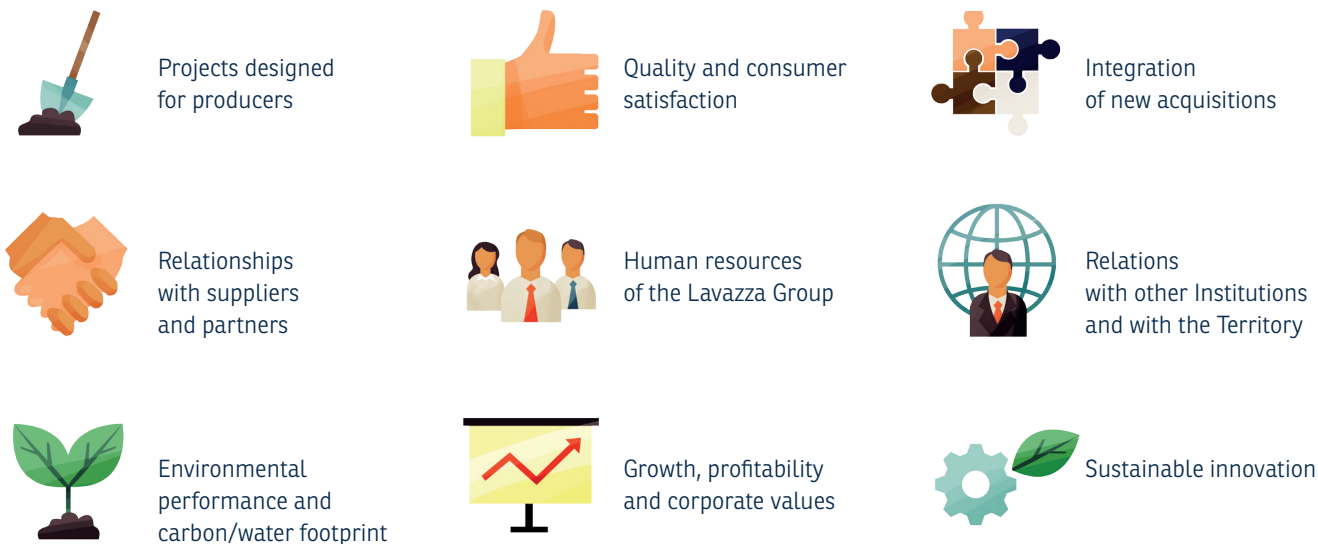 Projects designed
for producers
Quality and consumer
satisfaction
Integration
of new acquisitions
Relationships
with suppliers
and partners
Human resources
of the Lavazza Group
Relations
with other Institutions
and with the Territory
Environmental
performance and
carbon/water footprint
Growth, profitability
and corporate values
Sustainable innovation